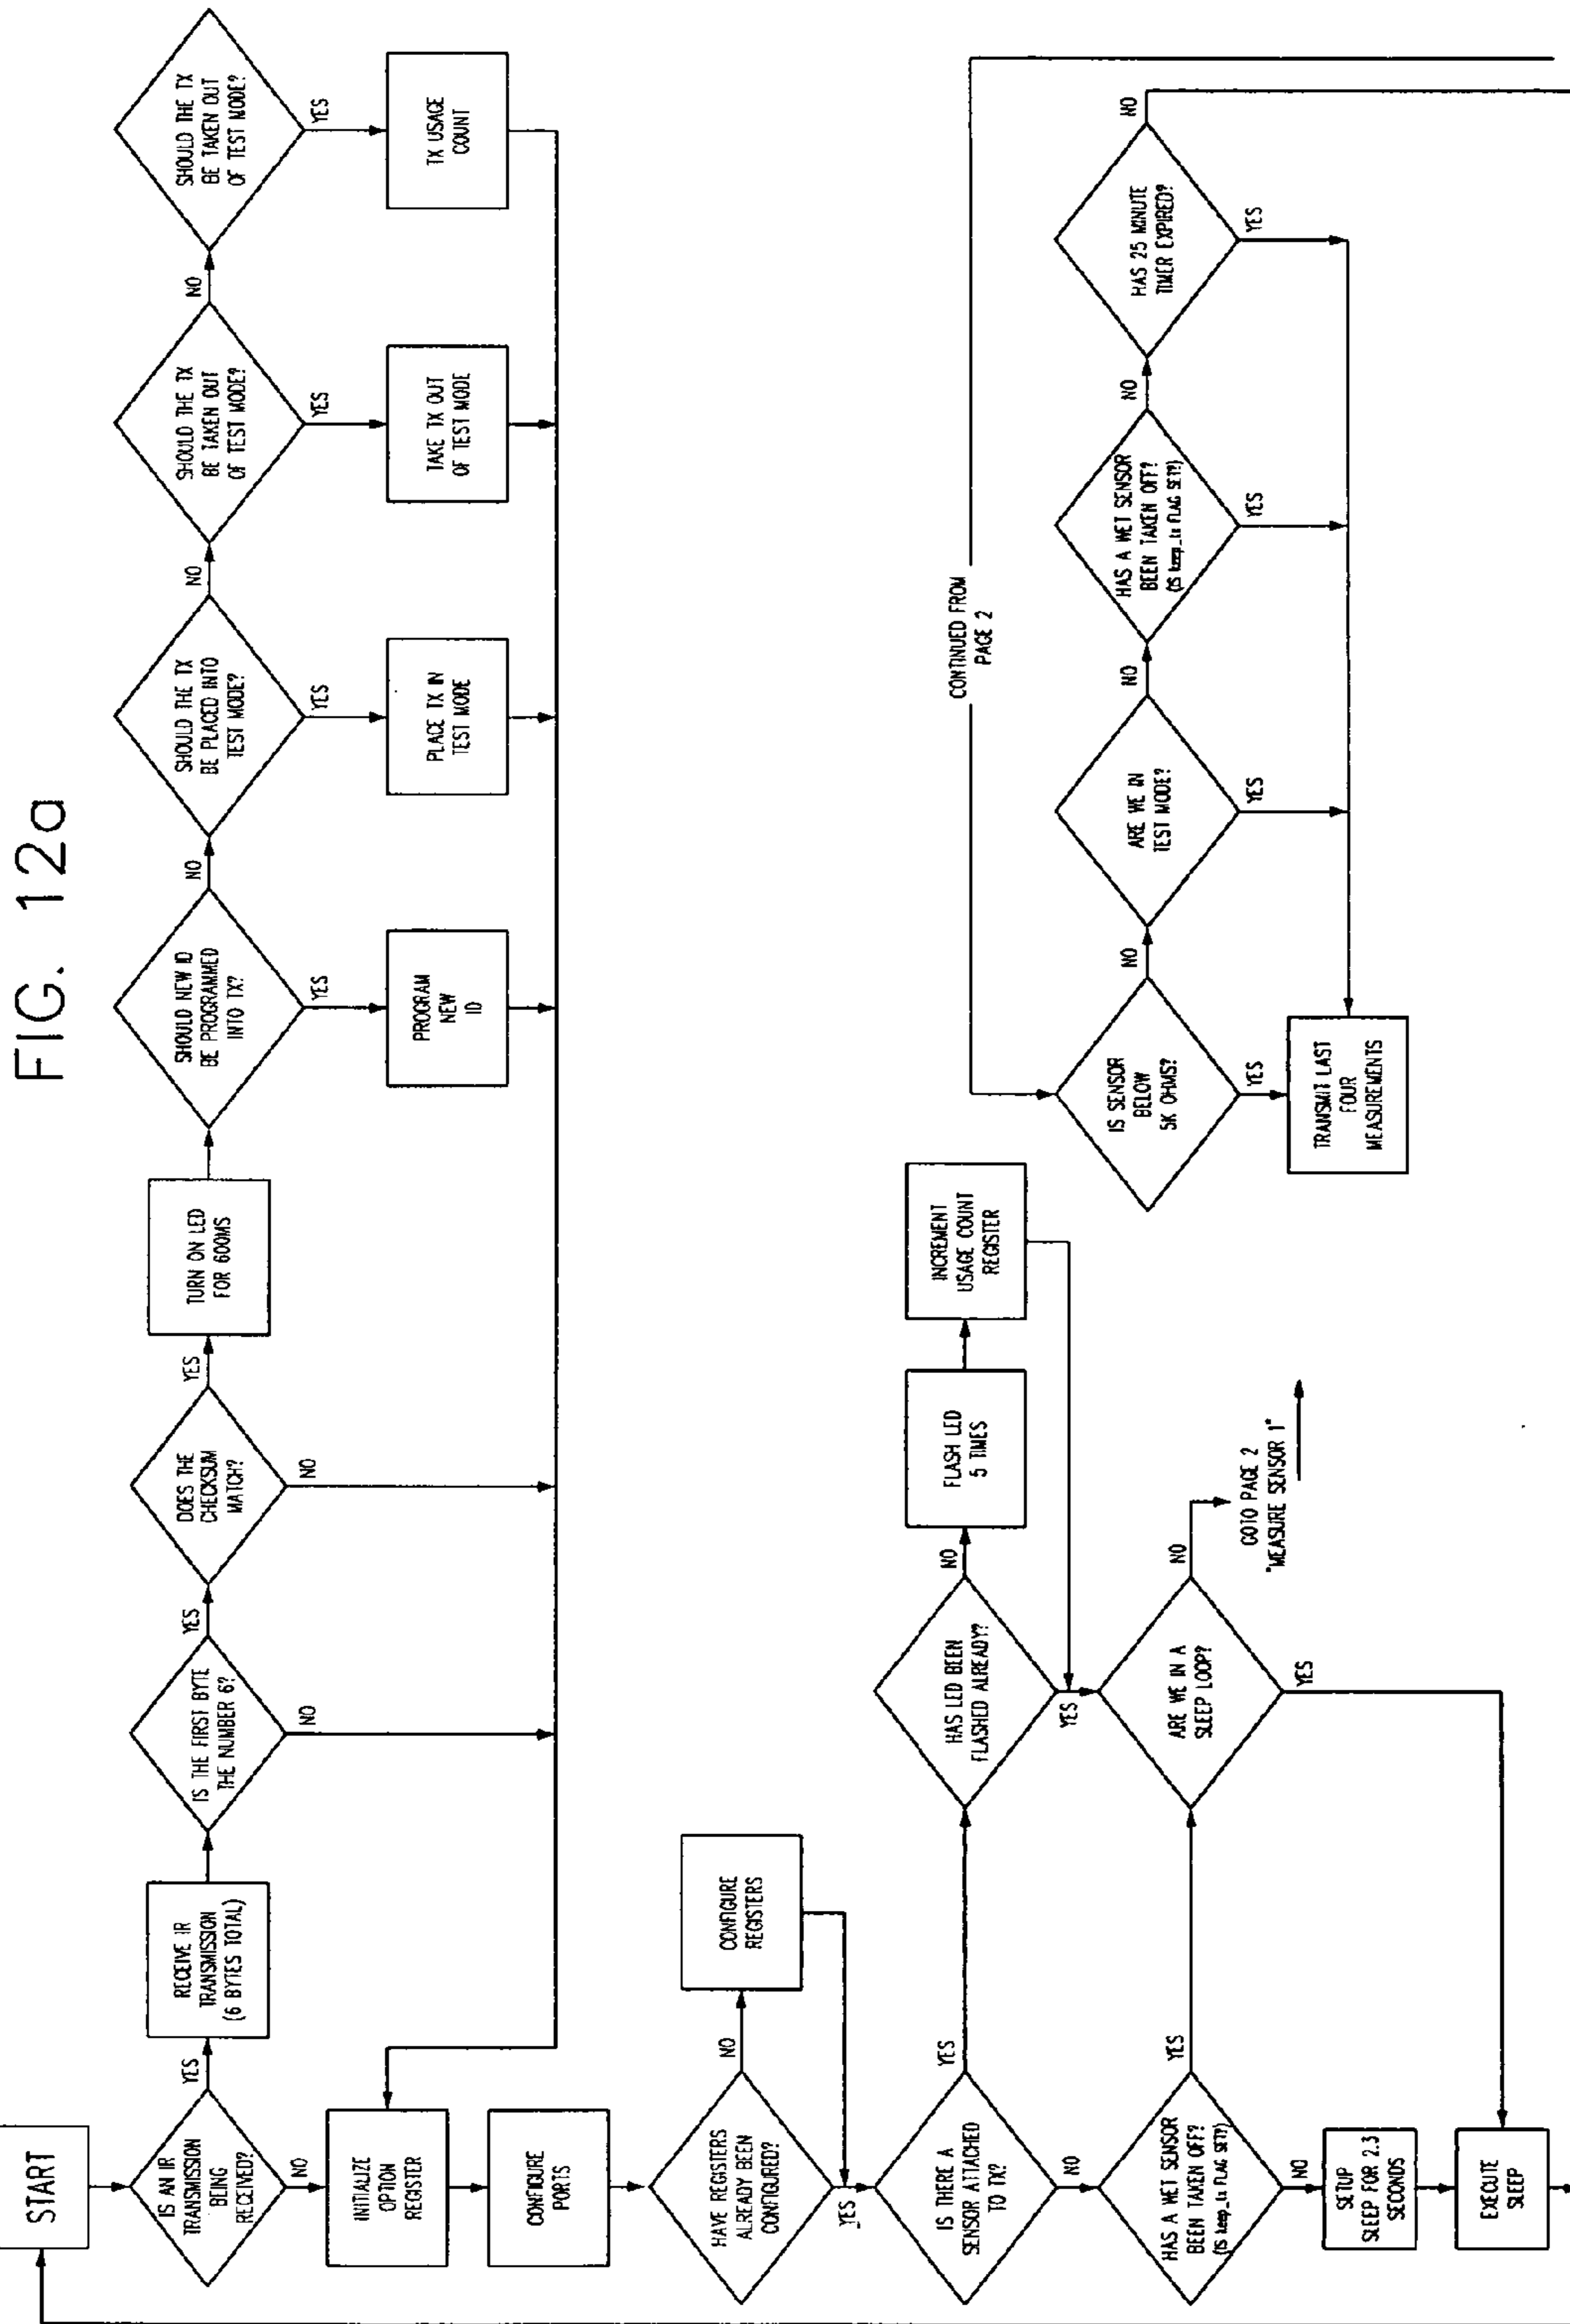 FIG. 12a
START
IS AN IR
TRANSMISSION
BEING
RECEIVED?
YES
NO
RECEIVE IR
TRANSMISSION
(6 BYTES TOTAL)
IS THE FIRST BYTE
THE NUMBER 6?
YES
NO
DOES THE
CHECKSUM
MATCH?
YES
NO
TURN ON LED
FOR 600MS
SHOULD NEW ID
BE PROGRAMMED
INTO TX?
NO
YES
PROGRAM
NEW
ID
SHOULD THE TX
BE PLACED INTO
TEST MODE?
NO
YES
PLACE TX IN
TEST MODE
SHOULD THE TX
BE TAKEN OUT
OF TEST MODE?
NO
YES
TAKE TX OUT
OF TEST MODE
SHOULD THE TX
BE TAKEN OUT
OF TEST MODE?
YES
TX USAGE
COUNT
INITIALIZE
OPTION
REGISTER
CONFIGURE
PORTS
HAVE REGISTERS
ALREADY BEEN
CONFIGURED?
NO
YES
CONFIGURE
REGISTERS
IS THERE A
SENSOR ATTACHED
TO TX?
YES
NO
HAS LED BEEN
FLASHED ALREADY?
NO
YES
FLASH LED
5 TIMES
INCREMENT
USAGE COUNT
REGISTER
HAS A WET SENSOR
BEEN TAKEN OFF?
(IS keep_tx FLAG SET?)
YES
NO
ARE WE IN A
SLEEP LOOP?
NO
YES
GOTO PAGE 2
"MEASURE SENSOR 1"
SETUP
SLEEP FOR 2.3
SECONDS
EXECUTE
SLEEP
CONTINUED FROM
PAGE 2
IS SENSOR
BELOW
5K OHMS?
NO
YES
TRANSMIT LAST
FOUR
MEASUREMENTS
ARE WE IN
TEST MODE?
NO
YES
HAS A WET SENSOR
BEEN TAKEN OFF?
(IS keep_tx FLAG SET?)
NO
YES
HAS 25 MINUTE
TIMER EXPIRED?
NO
YES